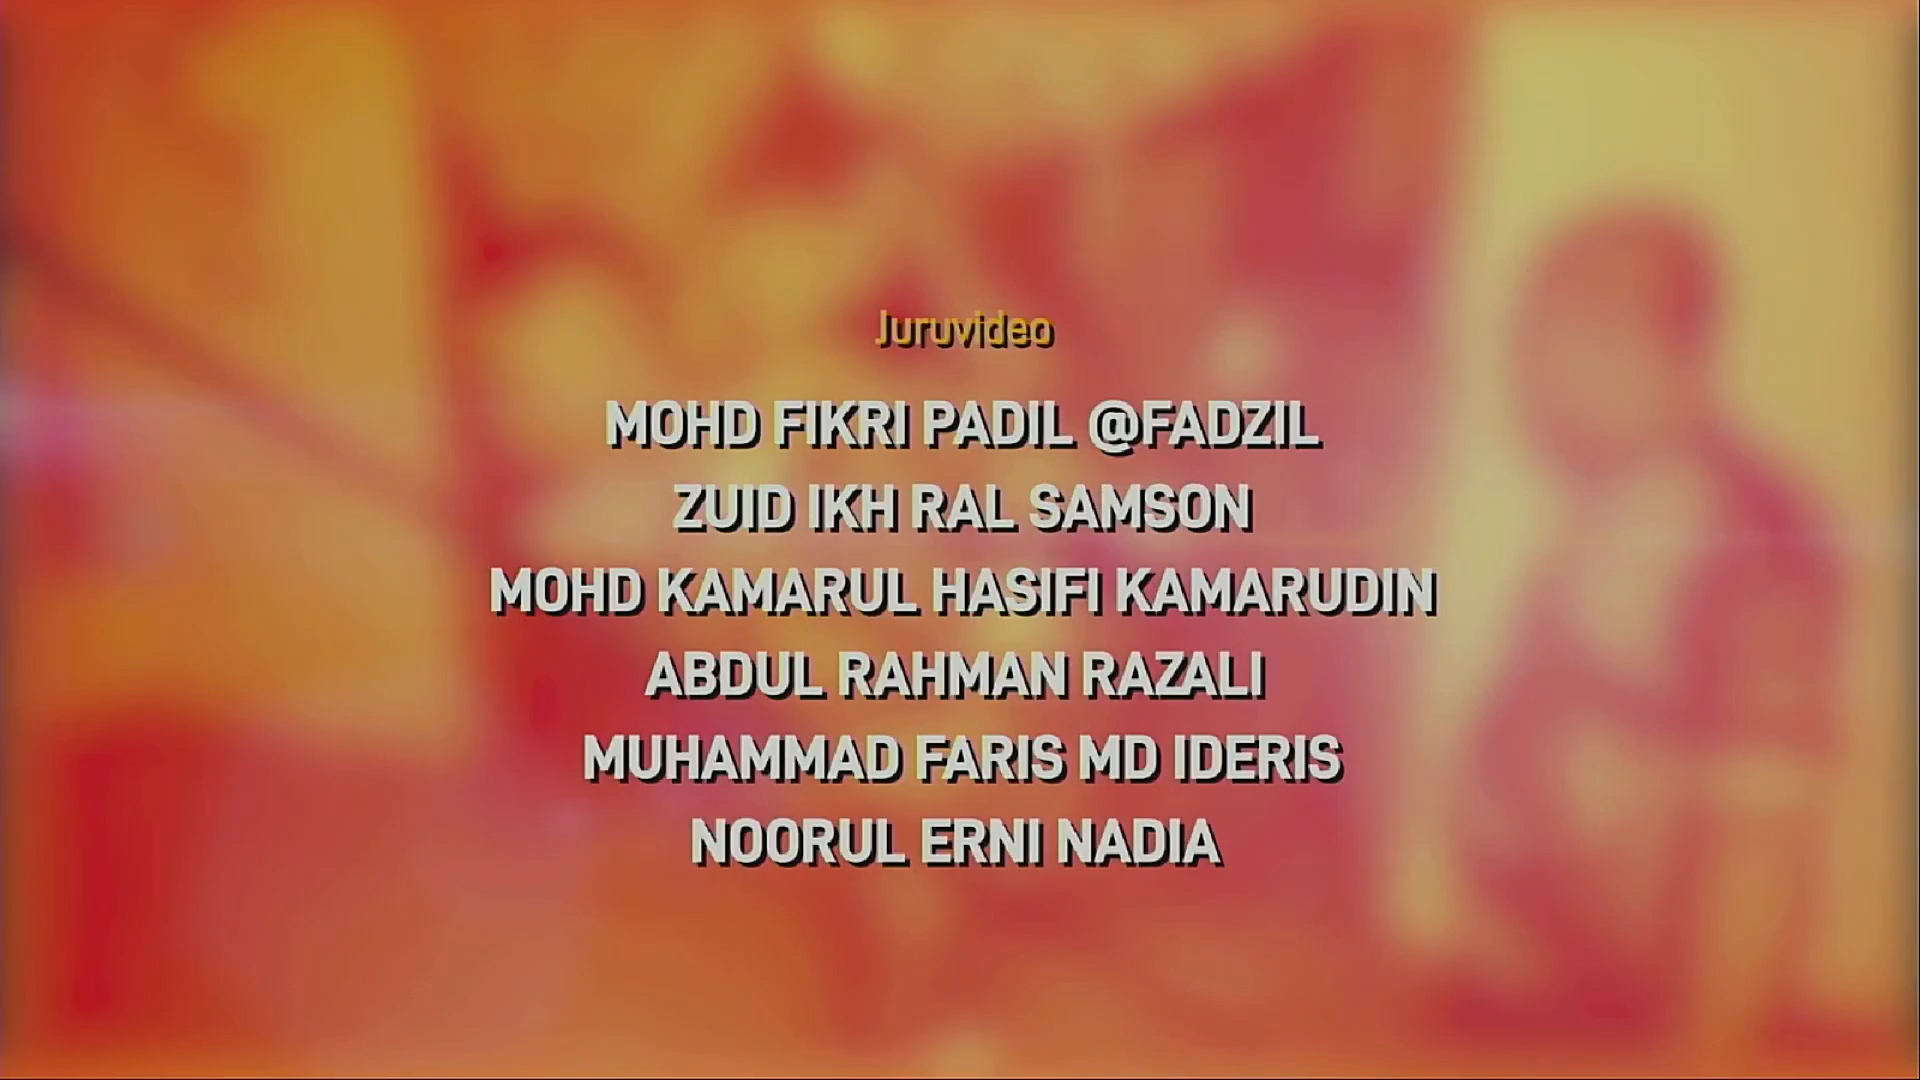 Juruvideo
MOHD FIKRI PADIL @FADZIL
ZUID IKH RAL SAMSON
MOHD KAMARUL HASIFI KAMARUDIN
ABDUL RAHMAN RAZALI
MUHAMMAD FARIS MD IDERIS
NOORUL ERNI NADIA